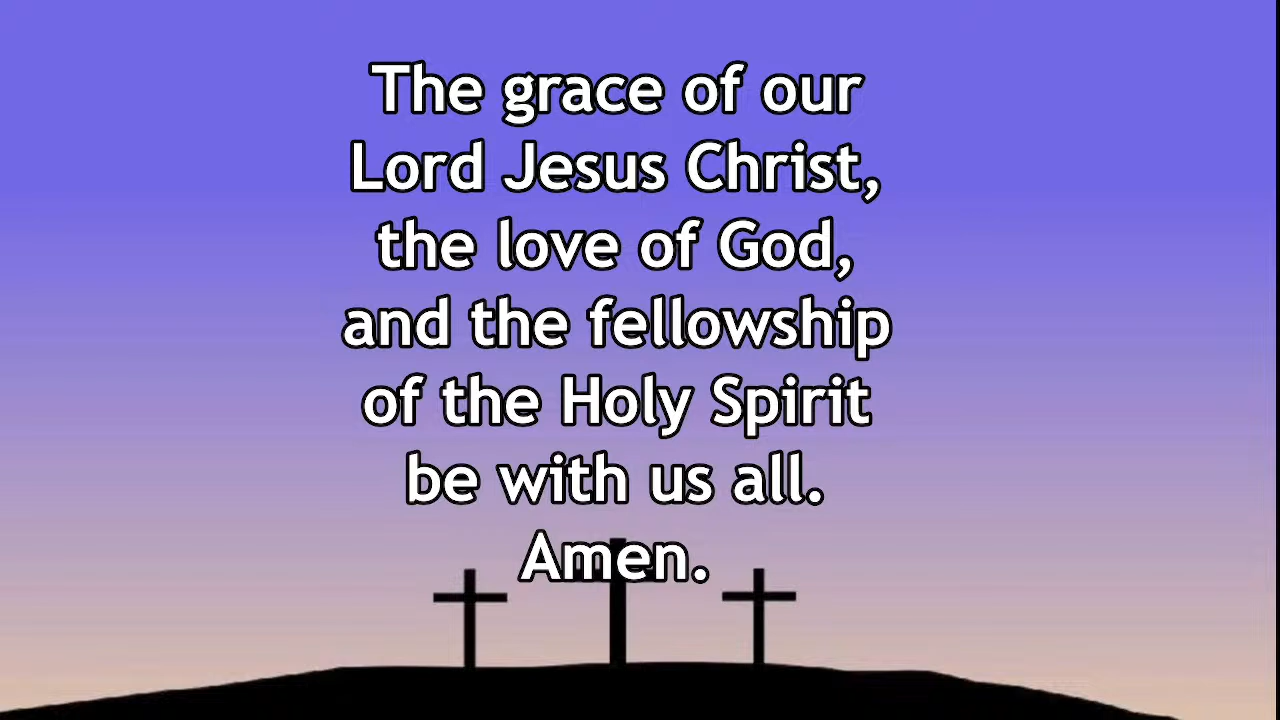 The grace of our
Lord Jesus Christ,
the love of God,
and the fellowship
of the Holy Spirit
be with us all.
Amen.